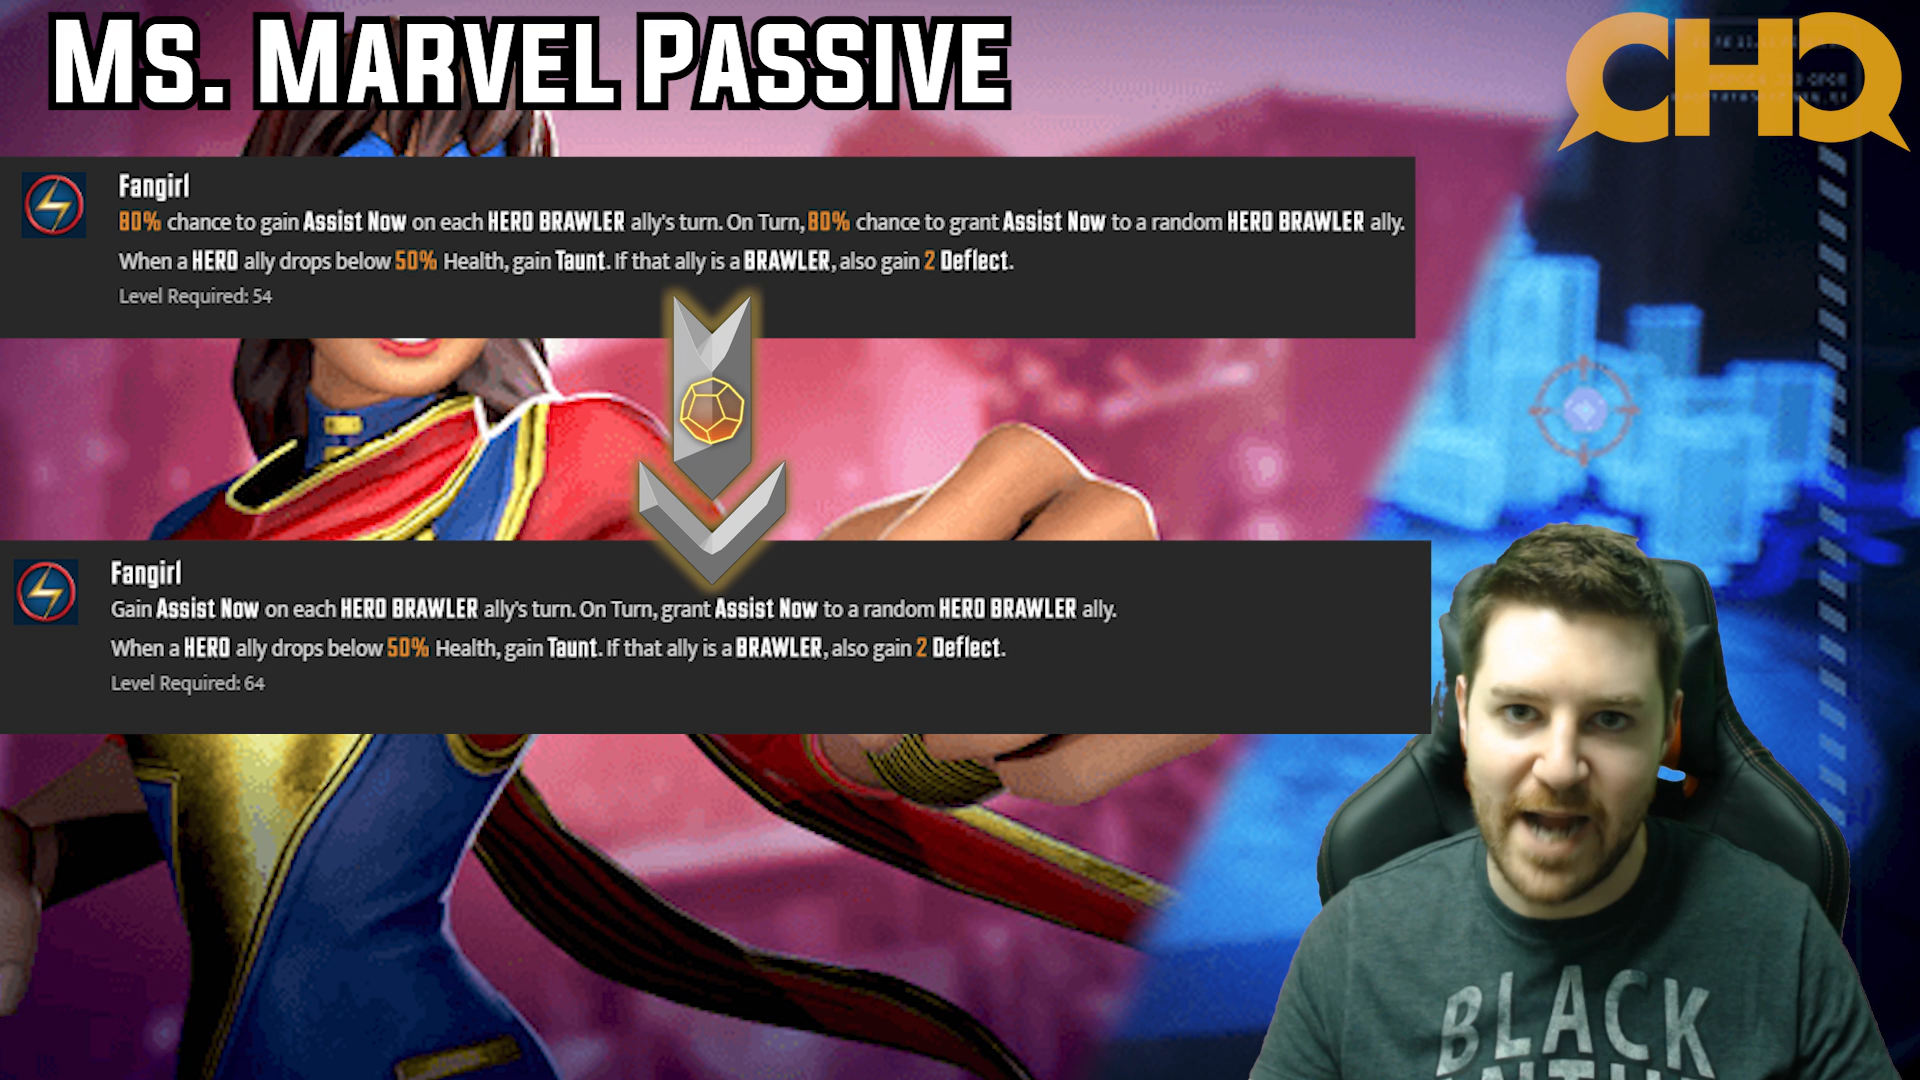 Ms. Marvel Passive
CHC
Fangirl
80% chance to gain Assist Now on each HERO BRAWLER ally's turn. On Turn, 80% chance to grant Assist Now to a random HERO BRAWLER ally.
When a HERO ally drops below 50% Health, gain Taunt. If that ally is a BRAWLER, also gain 2 Deflect.
Level Required: 54
Fangirl
Gain Assist Now on each HERO BRAWLER ally's turn. On Turn, grant Assist Now to a random HERO BRAWLER ally.
When a HERO ally drops below 50% Health, gain Taunt. If that ally is a BRAWLER, also gain 2 Deflect.
Level Required: 64
BLACK